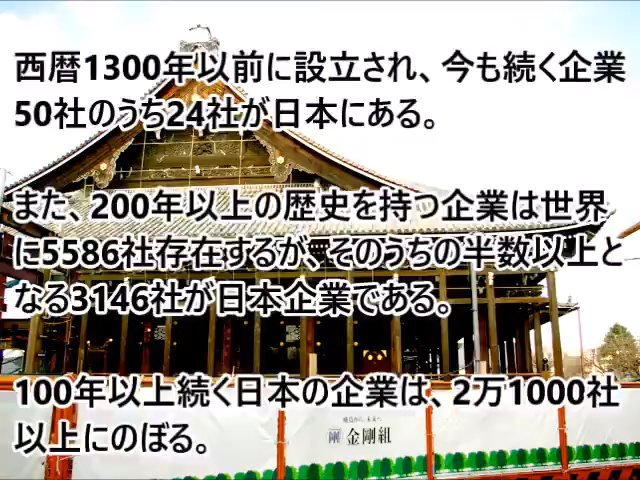 西暦1300年以前に設立され、今も続く企業
50社のうち24社が日本にある。
また、200年以上の歴史を持つ企業は世界
に5586社存在するが、そのうちの半数以上と
なる3146社が日本企業である。
100年以上続く日本の企業は、2万1000社
以上にのぼる。
金剛組